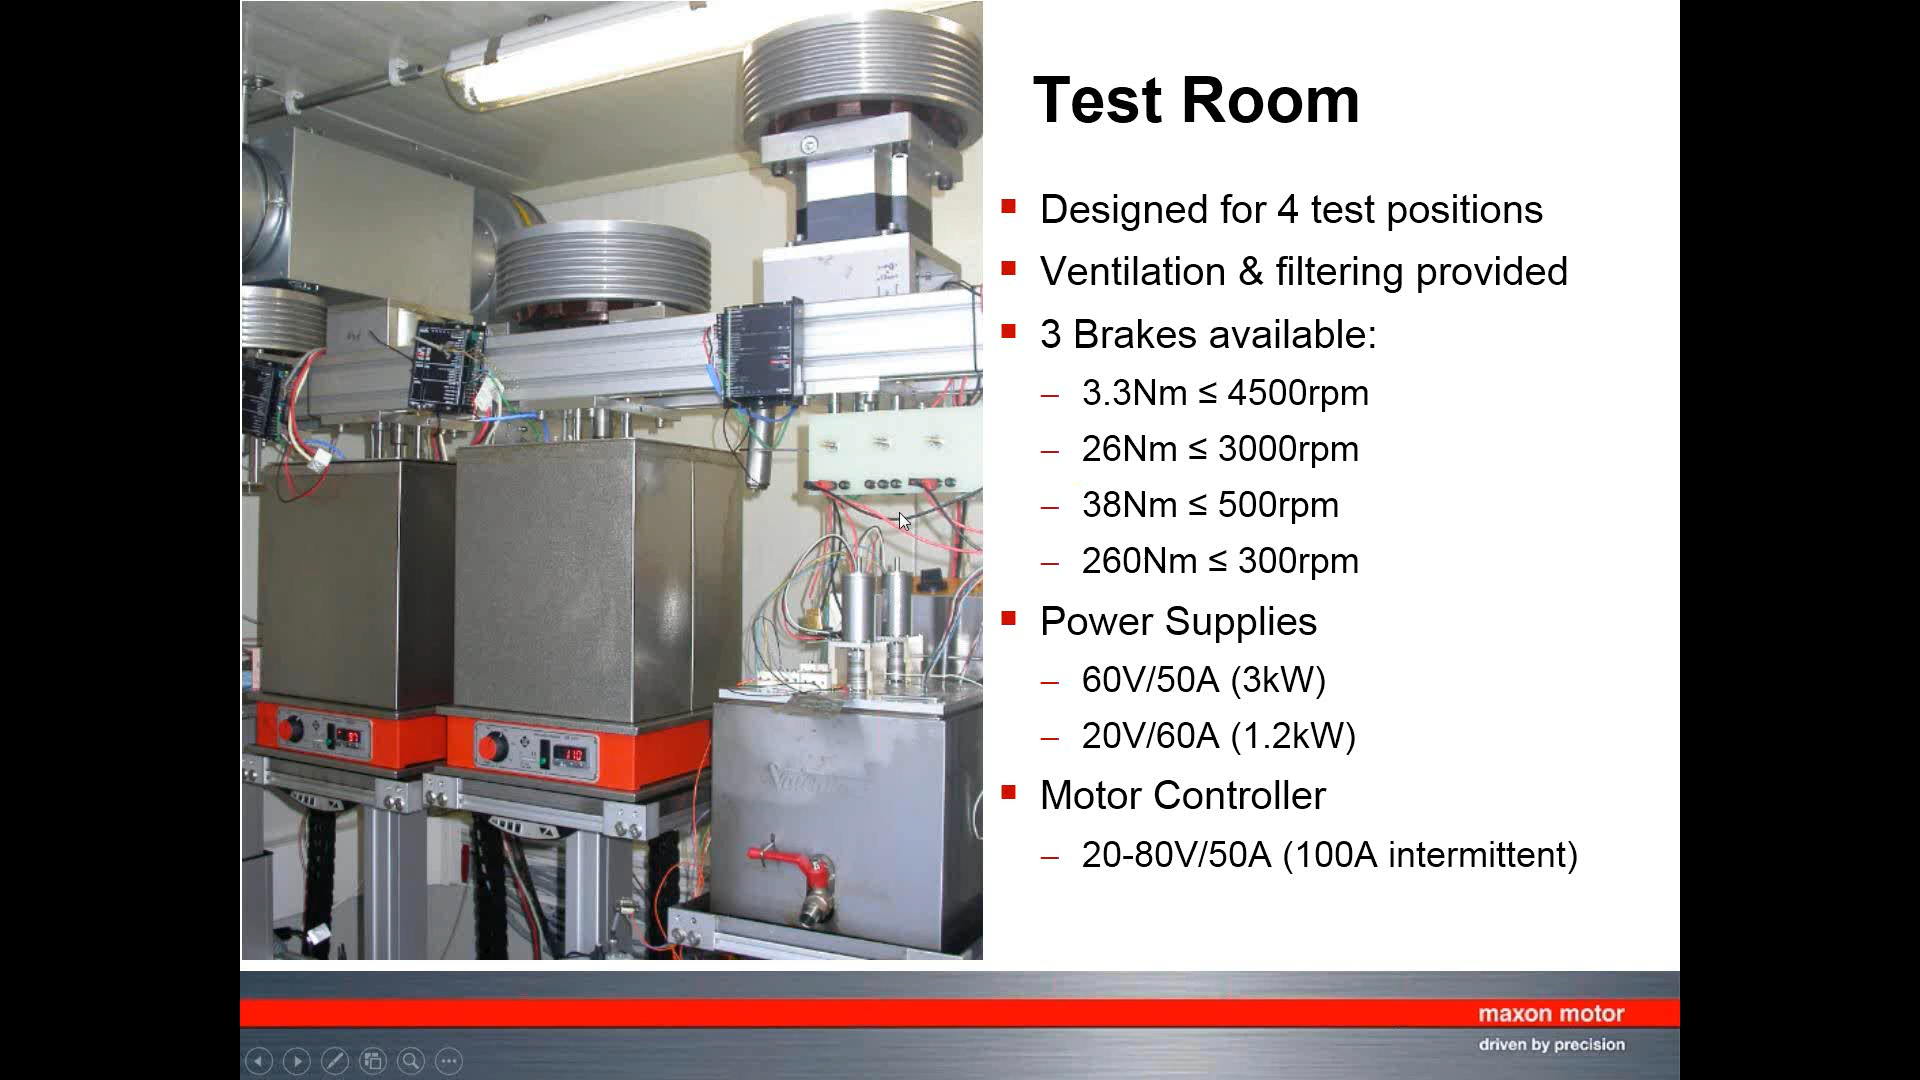 Test Room
Designed for 4 test positions
Ventilation & filtering provided
3 Brakes available:
– 3.3Nm ≤ 4500rpm
– 26Nm ≤ 3000rpm
– 38Nm ≤ 500rpm
– 260Nm ≤ 300rpm
Power Supplies
– 60V/50A (3kW)
– 20V/60A (1.2kW)
Motor Controller
– 20-80V/50A (100A intermittent)
maxon motor
driven by precision